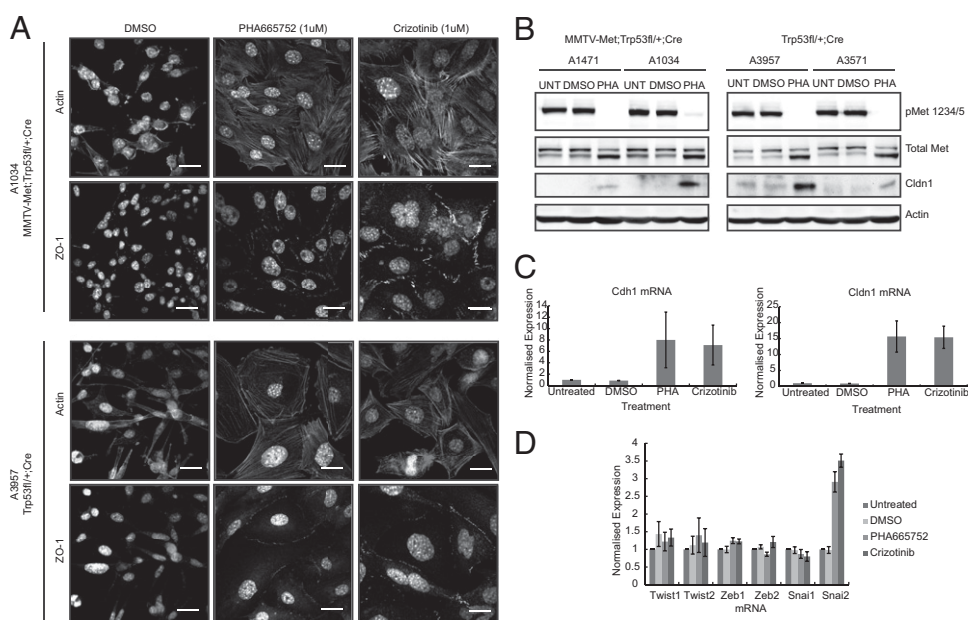 A
DMSO
PHA665752 (1uM)
Crizotinib (1uM)
A1034
MMTV-Met;Trp53fl/+;Cre
Actin
ZO-1
A3957
Trp53fl/+;Cre
Actin
ZO-1
B
MMTV-Met;Trp53fl/+;Cre
Trp53fl/+;Cre
A1471
A1034
A3957
A3571
UNT DMSO PHA UNT DMSO PHA
UNT DMSO PHA UNT DMSO PHA
pMet 1234/5
Total Met
Cldn1
Actin
C
Cdh1 mRNA
Normalised Expression
14
12
10
8
6
4
2
0
Untreated DMSO PHA Crizotinib
Treatment
Cldn1 mRNA
Normalised Expression
25
20
15
10
5
0
Untreated DMSO PHA Crizotinib
Treatment
D
Normalised Expression
4
3.5
3
2.5
2
1.5
1
0.5
0
Twist1 Twist2 Zeb1 Zeb2 Snai1 Snai2
mRNA
Untreated
DMSO
PHA665752
Crizotinib